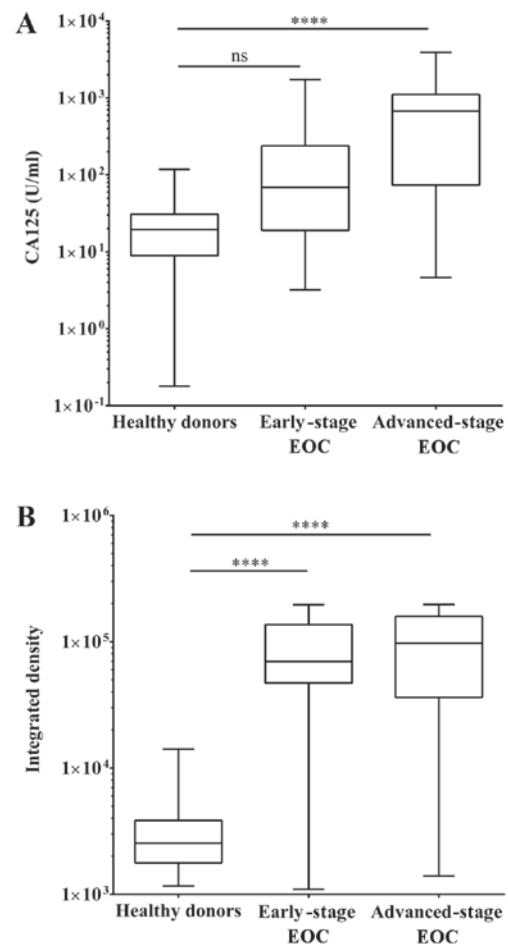 A
****
ns
CA125 (U/ml)
1×10⁴
1×10³
1×10²
1×10¹
1×10⁰
1×10⁻¹
Healthy donors
Early-stage
EOC
Advanced-stage
EOC
B
****
****
Integrated density
1×10⁶
1×10⁵
1×10⁴
1×10³
Healthy donors
Early-stage
EOC
Advanced-stage
EOC